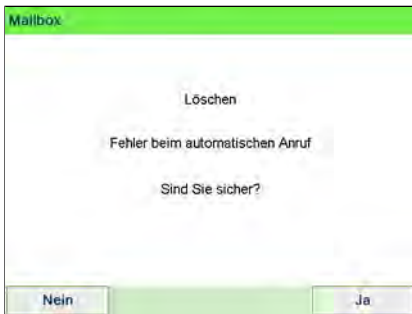 Mailbox
Löschen
Fehler beim automatischen Anruf
Sind Sie sicher?
Nein
Ja